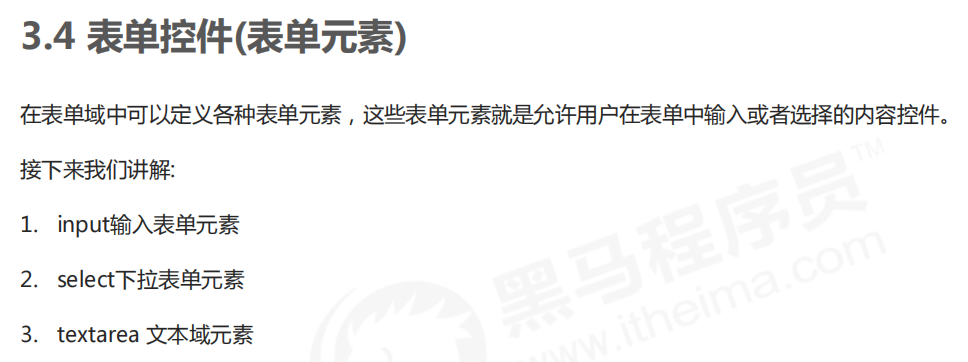 3.4 表单控件(表单元素)
在表单域中可以定义各种表单元素，这些表单元素就是允许用户在表单中输入或者选择的内容控件。
接下来我们讲解:
1. input输入表单元素
2. select下拉表单元素
3. textarea 文本域元素
黑马程序员™
www.itheima.com